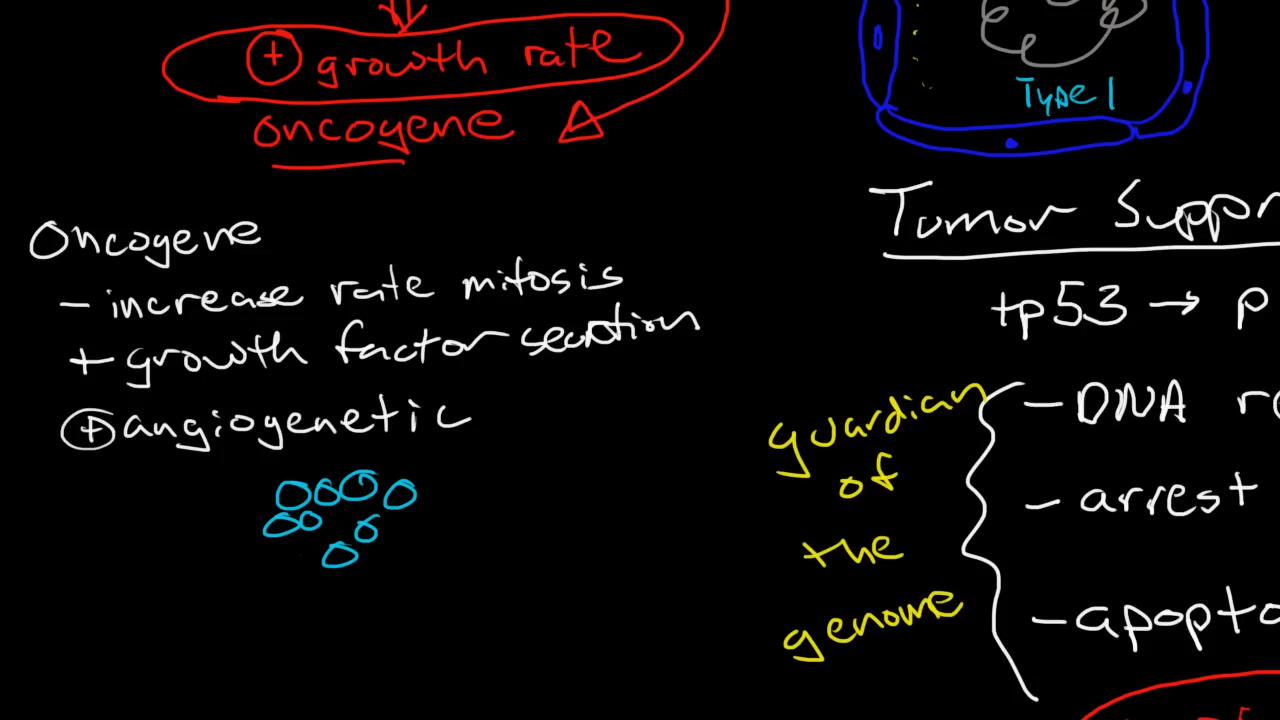 + growth rate
oncogene
Type 1
Oncogene
- increase rate mitosis
+ growth factor secretion
+ angiogenetic
Tumor Suppr
tp53 → p
guardian
of
the
genome
- DNA r
- arrest
- apopto